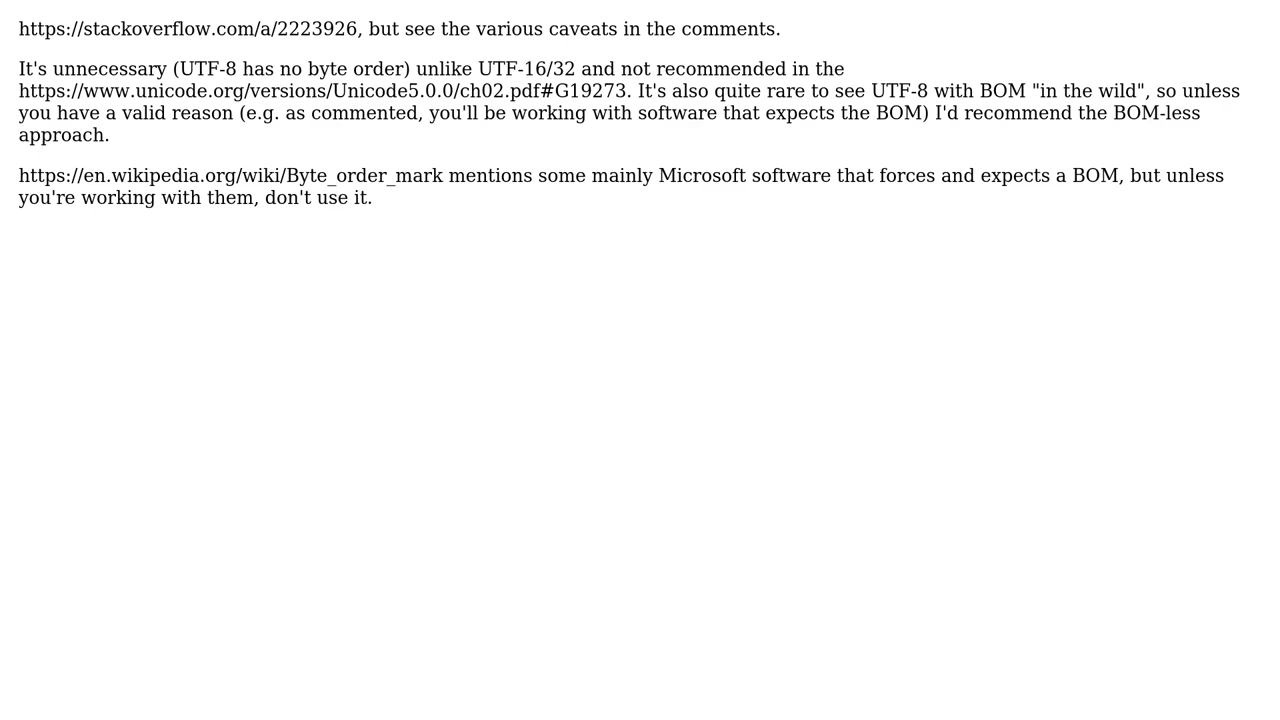 https://stackoverflow.com/a/2223926, but see the various caveats in the comments.
It's unnecessary (UTF-8 has no byte order) unlike UTF-16/32 and not recommended in the
https://www.unicode.org/versions/Unicode5.0.0/ch02.pdf#G19273. It's also quite rare to see UTF-8 with BOM "in the wild", so unless
you have a valid reason (e.g. as commented, you'll be working with software that expects the BOM) I'd recommend the BOM-less
approach.
https://en.wikipedia.org/wiki/Byte_order_mark mentions some mainly Microsoft software that forces and expects a BOM, but unless
you're working with them, don't use it.